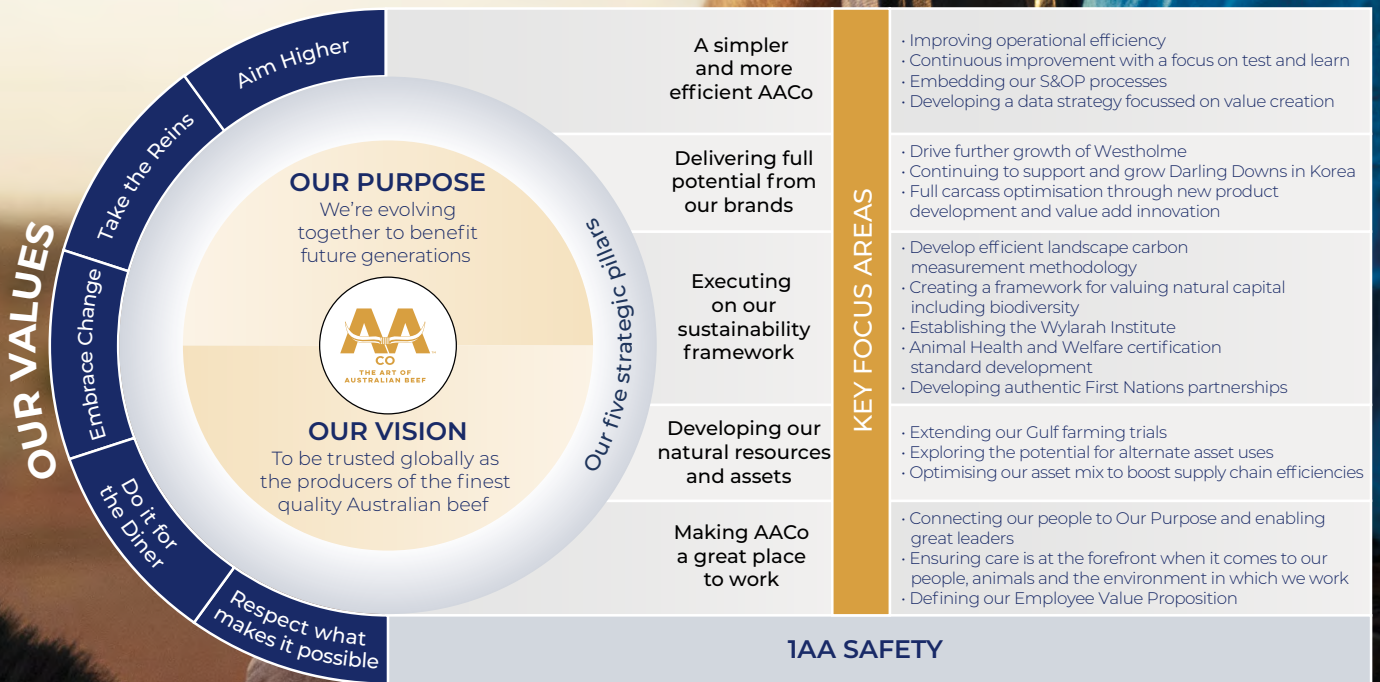 OUR VALUES
Aim Higher
Take the Reins
Embrace Change
Do it for
the Diner
Respect what
makes it possible
OUR PURPOSE
We’re evolving
together to benefit
future generations
AA
CO
THE ART OF
AUSTRALIAN BEEF
OUR VISION
To be trusted globally as
the producers of the finest
quality Australian beef
Our five strategic pillars
KEY FOCUS AREAS
A simpler
and more
efficient AACo
· Improving operational efficiency
· Continuous improvement with a focus on test and learn
· Embedding our S&OP processes
· Developing a data strategy focussed on value creation
Delivering full
potential from
our brands
· Drive further growth of Westholme
· Continuing to support and grow Darling Downs in Korea
· Full carcass optimisation through new product
development and value add innovation
Executing
on our
sustainability
framework
· Develop efficient landscape carbon
measurement methodology
· Creating a framework for valuing natural capital
including biodiversity
· Establishing the Wylarah Institute
· Animal Health and Welfare certification
standard development
· Developing authentic First Nations partnerships
Developing our
natural resources
and assets
· Extending our Gulf farming trials
· Exploring the potential for alternate asset uses
· Optimising our asset mix to boost supply chain efficiencies
Making AACo
a great place
to work
· Connecting our people to Our Purpose and enabling
great leaders
· Ensuring care is at the forefront when it comes to our
people, animals and the environment in which we work
· Defining our Employee Value Proposition
1AA SAFETY